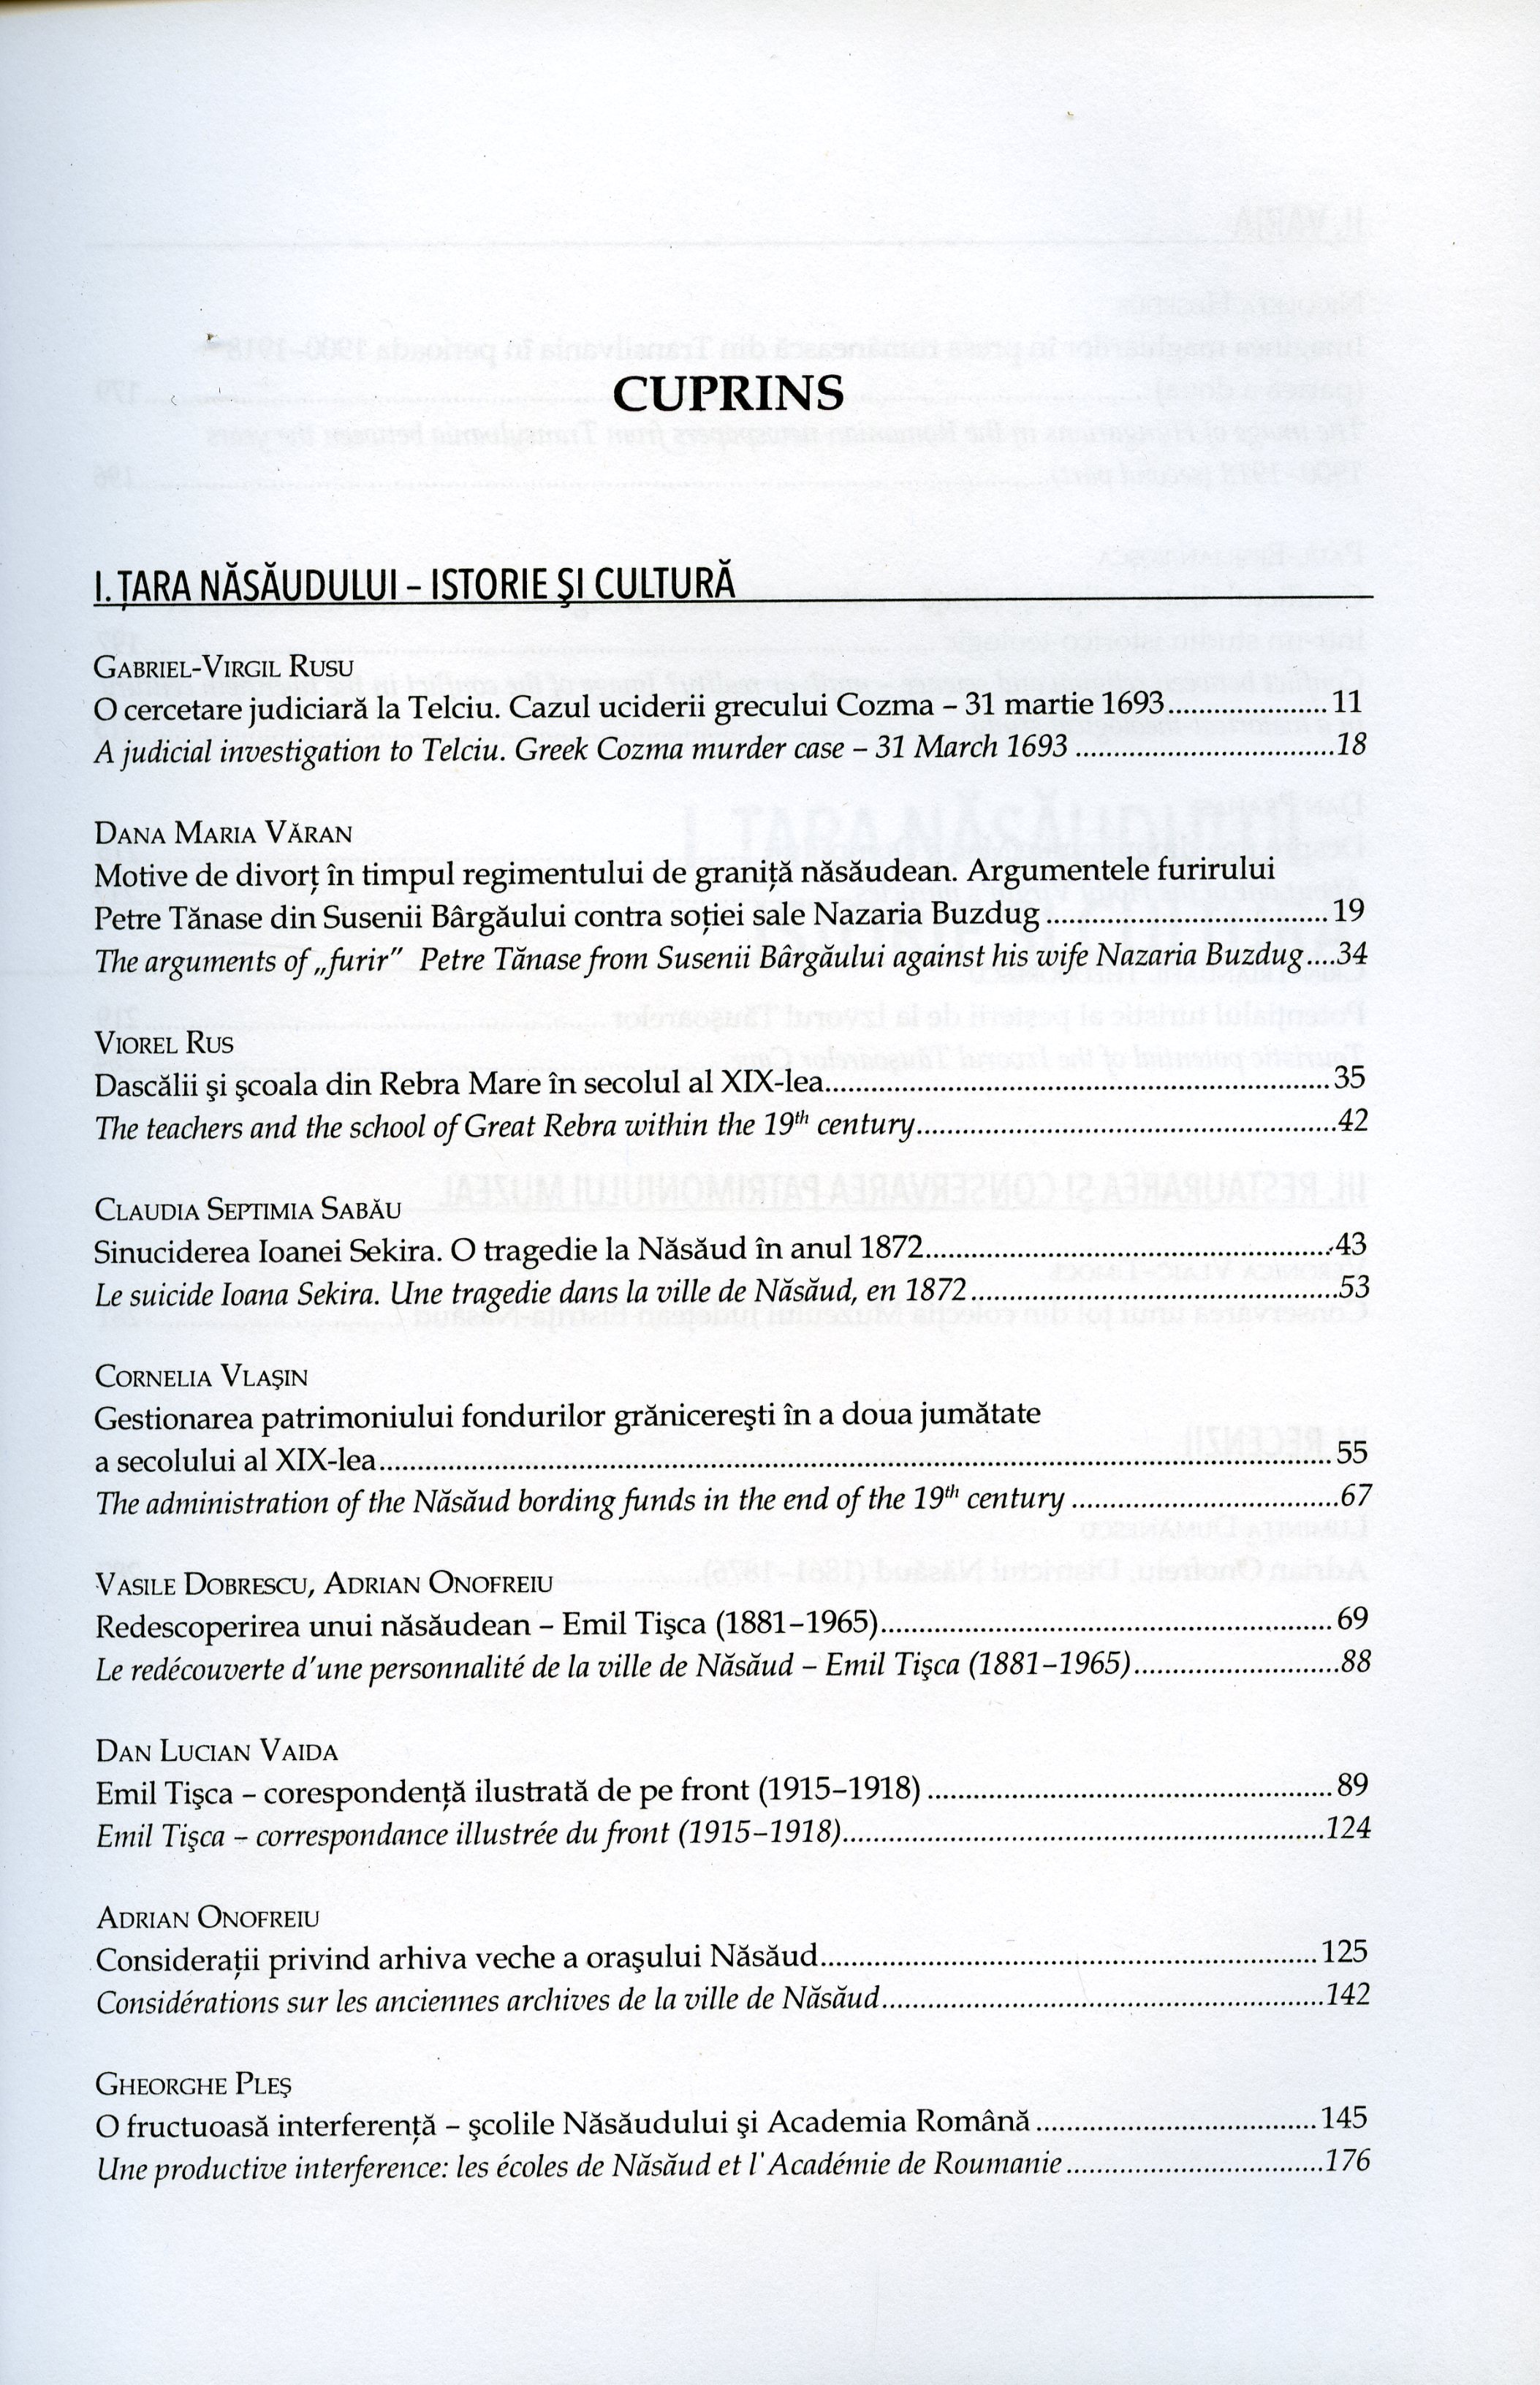 CUPRINS
I. ŢARA NĂSĂUDULUI – ISTORIE ŞI CULTURĂ
GABRIEL-VIRGIL RUSU
O cercetare judiciară la Telciu. Cazul uciderii grecului Cozma – 31 martie 1693..................... 11
A judicial investigation to Telciu. Greek Cozma murder case – 31 March 1693 ..................................18
DANA MARIA VĂRAN
Motive de divorţ în timpul regimentului de graniţă năsăudean. Argumentele furirului
Petre Tănase din Susenii Bârgăului contra soţiei sale Nazaria Buzdug ..................................... 19
The arguments of „furir” Petre Tănase from Susenii Bârgăului against his wife Nazaria Buzdug....34
VIOREL RUS
Dascălii şi şcoala din Rebra Mare în secolul al XIX-lea.................................................................. 35
The teachers and the school of Great Rebra within the 19th century.......................................................42
CLAUDIA SEPTIMIA SABĂU
Sinuciderea Ioanei Sekira. O tragedie la Năsăud în anul 1872.....................................................43
Le suicide Ioana Sekira. Une tragedie dans la ville de Năsăud, en 1872................................................53
CORNELIA VLAŞIN
Gestionarea patrimoniului fondurilor grănicereşti în a doua jumătate
a secolului al XIX-lea............................................................................................................................. 55
The administration of the Năsăud bording funds in the end of the 19th century ...................................67
VASILE DOBRESCU, ADRIAN ONOFREIU
Redescoperirea unui năsăudean – Emil Tişca (1881–1965)........................................................... 69
Le redécouverte d'une personnalité de la ville de Năsăud – Emil Tişca (1881–1965)...........................88
DAN LUCIAN VAIDA
Emil Tişca – corespondenţă ilustrată de pe front (1915–1918) ..................................................... 89
Emil Tişca – correspondance illustrée du front (1915–1918)...............................................................124
ADRIAN ONOFREIU
Consideraţii privind arhiva veche a oraşului Năsăud................................................................. 125
Considérations sur les anciennes archives de la ville de Năsăud..........................................................142
GHEORGHE PLEŞ
O fructuoasă interferenţă – şcolile Năsăudului şi Academia Română ..................................... 145
Une productive interference: les écoles de Năsăud et l'Académie de Roumanie ..................................176